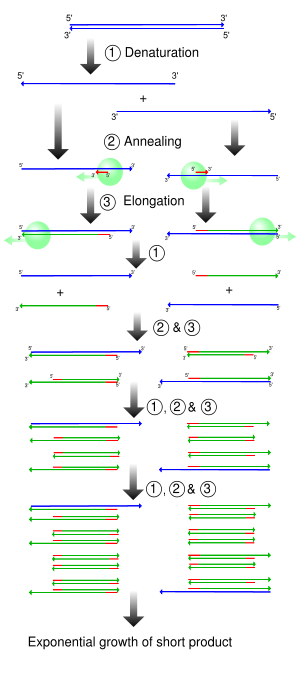 5' 3'
3' 5'
1 Denaturation
5' 3'
+
3' 5'
2 Annealing
5' 3' 5'
3' 5' 3' 5'
3 Elongation
5' 3' 5' 3'
3' 5' 3' 5'
1
5' 3' 5' 3'
+ +
3' 5' 3' 5'
2 & 3
5' 3' 5' 3'
3' 5' 3' 5'
5' 3' 5' 3'
3' 5' 3' 5'
1, 2 & 3
1, 2 & 3
Exponential growth of short product